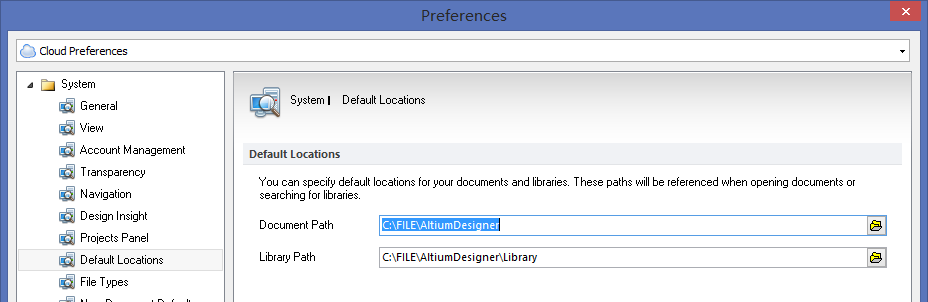 Preferences
Cloud Preferences
System
General
View
Account Management
Transparency
Navigation
Design Insight
Projects Panel
Default Locations
File Types
System | Default Locations
Default Locations
You can specify default locations for your documents and libraries. These paths will be referenced when opening documents or
searching for libraries.
Document Path C:\FILE\AltiumDesigner
Library Path C:\FILE\AltiumDesigner\Library